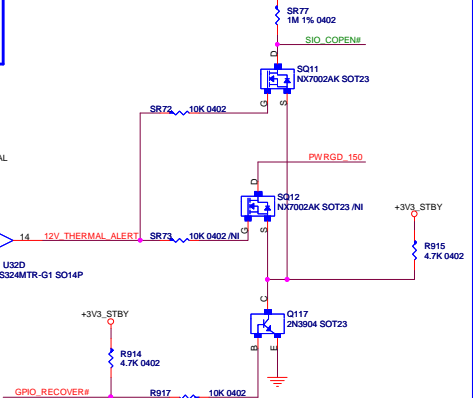 SR77
1M 1% 0402
SIO_COPEN#
D
SQ11
NX7002AK SOT23
G
S
SR72
10K 0402
PWRGD_150
AL
D
SQ12
NX7002AK SOT23 /NI
+3V3_STBY
14
12V_THERMAL_ALERT
SR73
10K 0402 /NI
G
S
U32D
S324MTR-G1 SO14P
R915
4.7K 0402
C
+3V3_STBY
Q117
2N3904 SOT23
R914
4.7K 0402
B
E
GPIO_RECOVER#
R917
10K 0402